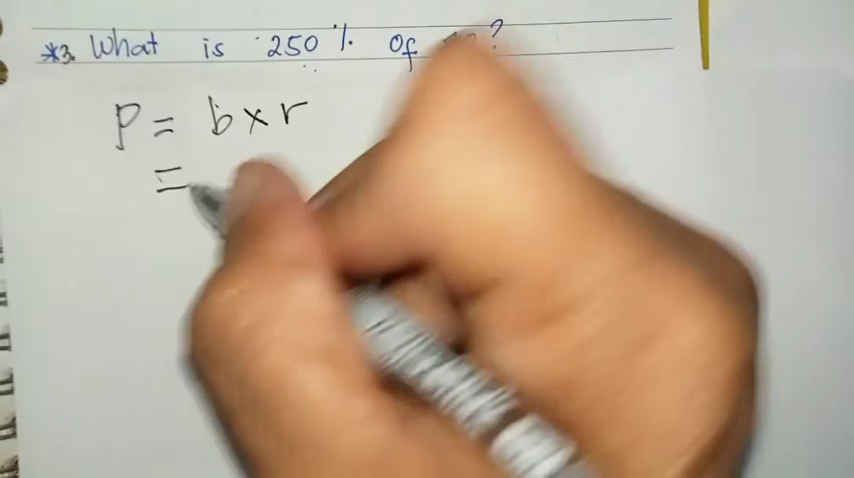 *3. What is 250 % of ?
P = b x r
=